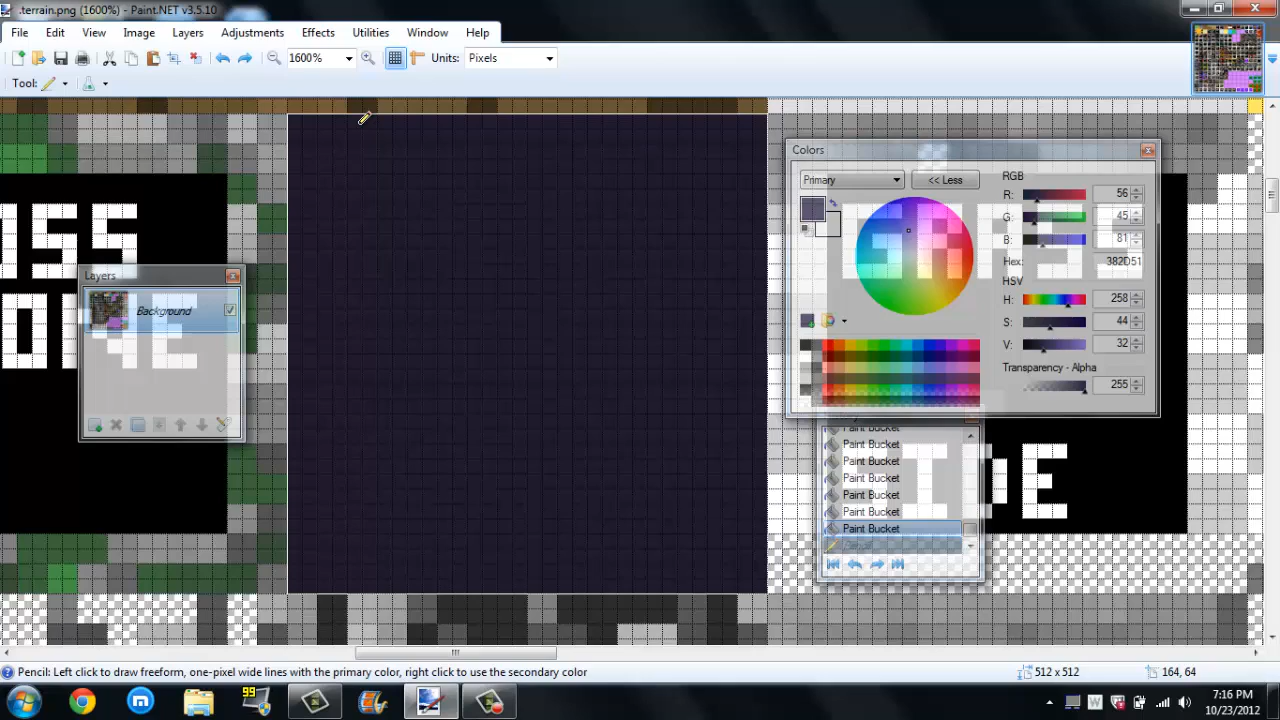 .terrain.png (1600%) - Paint.NET v3.5.10
File Edit View Image Layers Adjustments Effects Utilities Window Help
1600% Units: Pixels
Tool:
Colors
Primary << Less RGB
R: 56
G: 45
B: 81
Hex: 382D51
HSV
H: 258
S: 44
V: 32
Transparency - Alpha
255
Layers
Background
Paint Bucket
Paint Bucket
Paint Bucket
Paint Bucket
Paint Bucket
Paint Bucket
Paint Bucket
Pencil: Left click to draw freeform, one-pixel wide lines with the primary color, right click to use the secondary color
512 x 512 164, 64
99
7:16 PM
10/23/2012